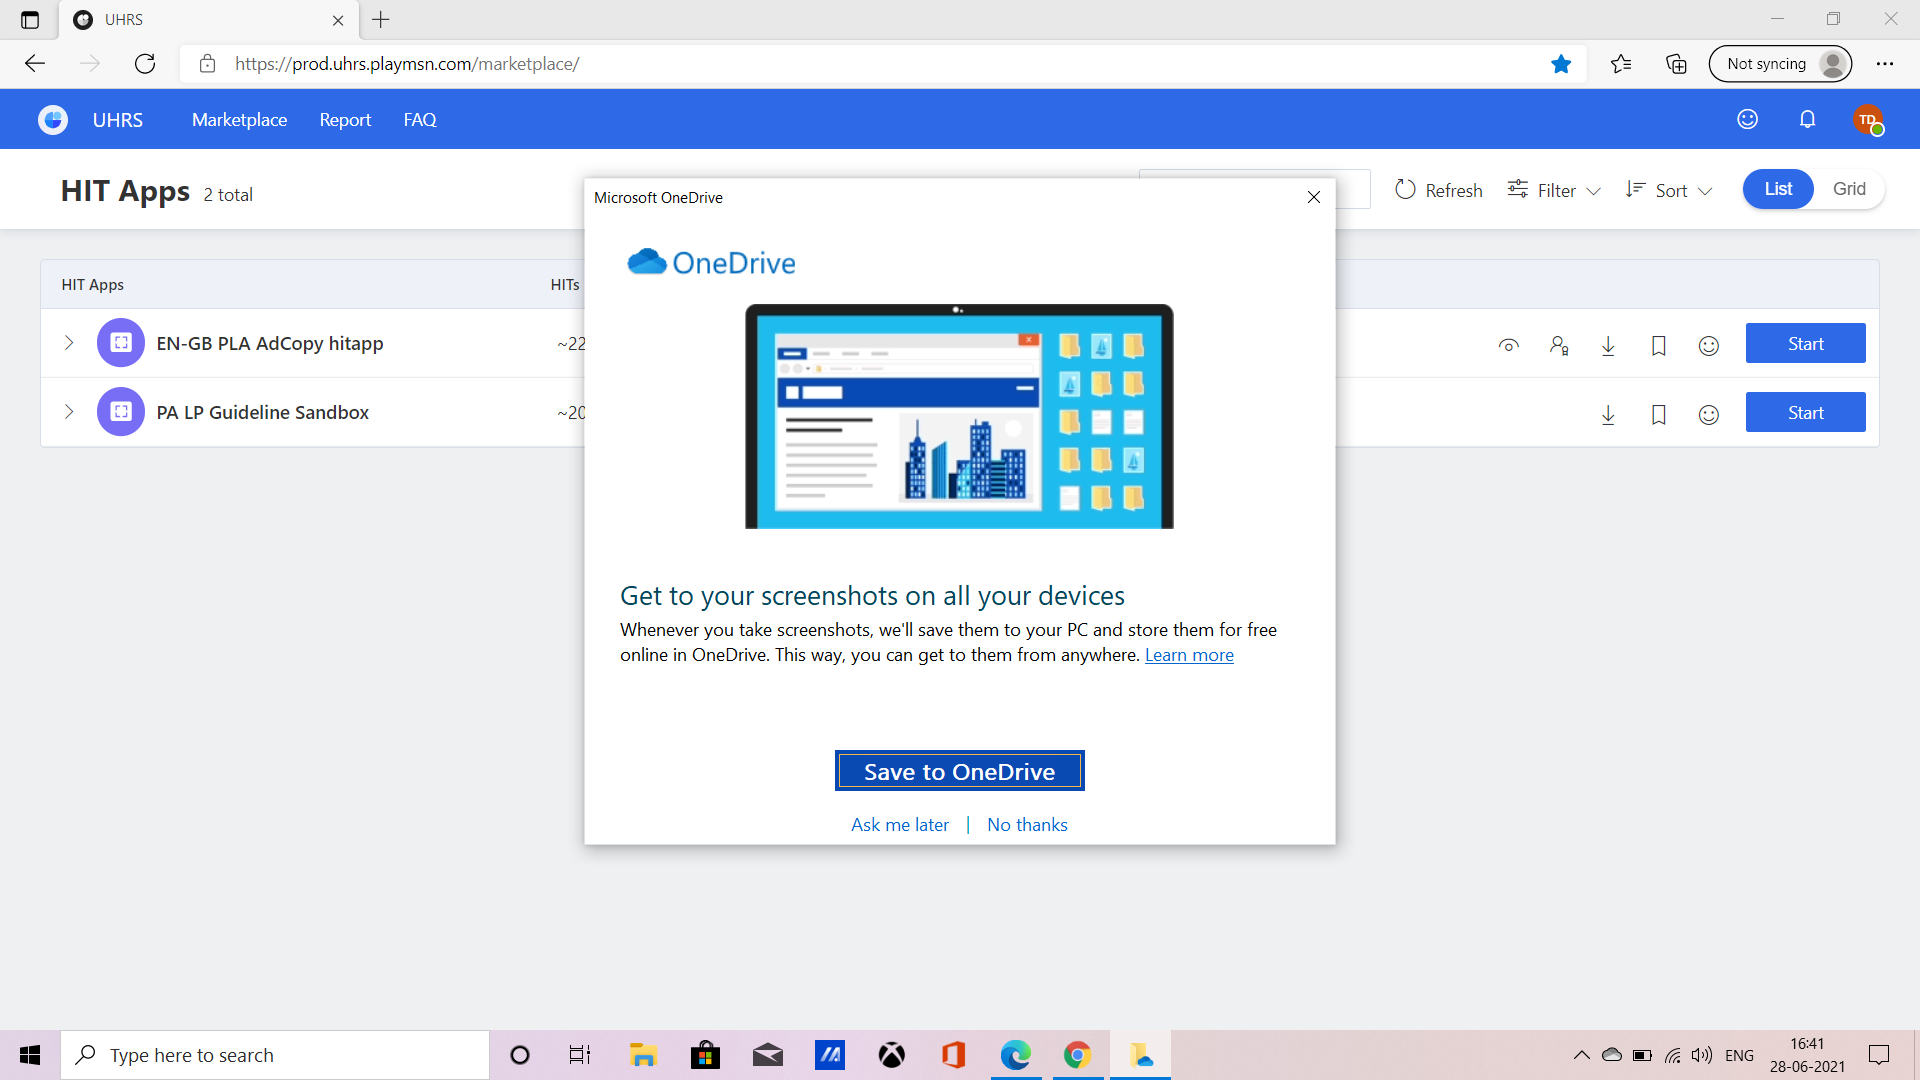 UHRS
https://prod.uhrs.playmsn.com/marketplace/
Not syncing
UHRS Marketplace Report FAQ
TD
HIT Apps 2 total
Refresh Filter Sort List Grid
Microsoft OneDrive
OneDrive
HIT Apps HITs
EN-GB PLA AdCopy hitapp ~22 Start
PA LP Guideline Sandbox ~20 Start
Get to your screenshots on all your devices
Whenever you take screenshots, we'll save them to your PC and store them for free
online in OneDrive. This way, you can get to them from anywhere. Learn more
Save to OneDrive
Ask me later | No thanks
Type here to search
ENG
16:41
28-06-2021